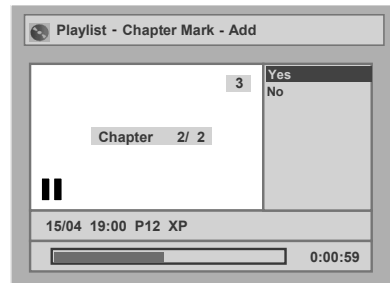 Playlist - Chapter Mark - Add
3
Yes
No
Chapter 2/ 2
15/04 19:00 P12 XP
0:00:59